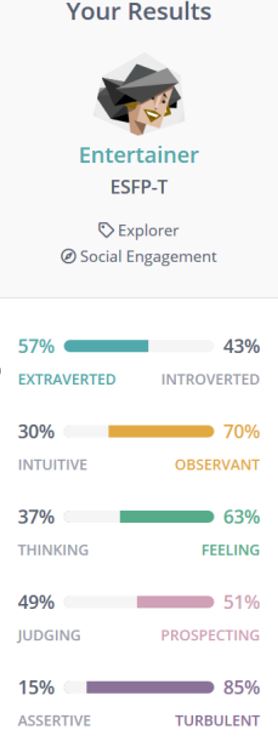 Your Results
Entertainer
ESFP-T
Explorer
Social Engagement
57% 43%
EXTRAVERTED INTROVERTED
30% 70%
INTUITIVE OBSERVANT
37% 63%
THINKING FEELING
49% 51%
JUDGING PROSPECTING
15% 85%
ASSERTIVE TURBULENT